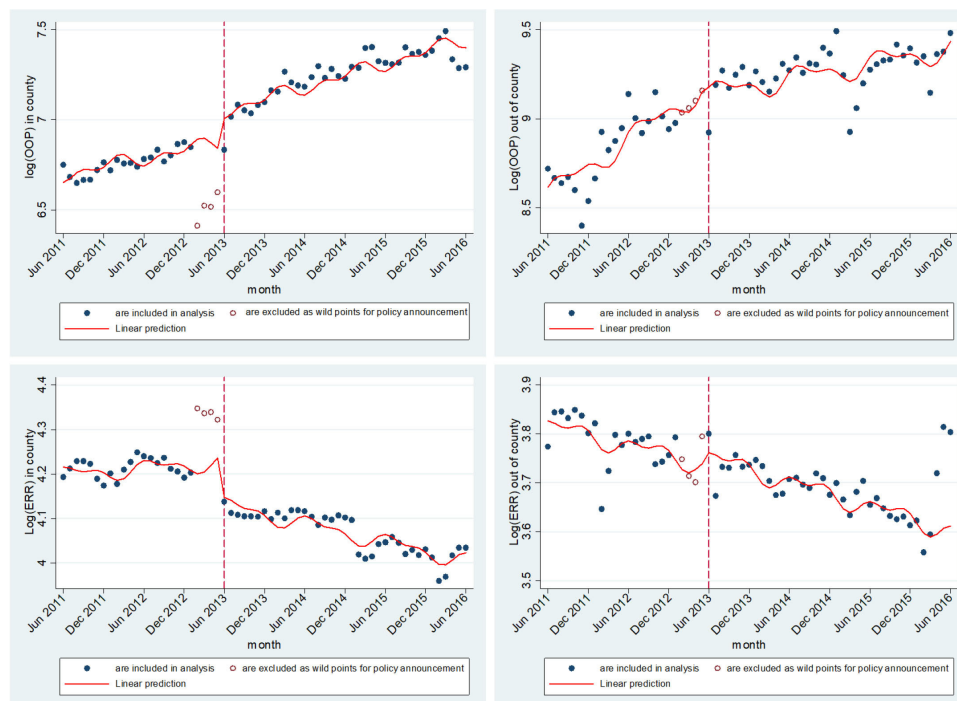 log(OOP) in county
7.5
7
6.5
Jun 2011
Dec 2011
Jun 2012
Dec 2012
Jun 2013
Dec 2013
Jun 2014
Dec 2014
Jun 2015
Dec 2015
Jun 2016
month
are included in analysis
are excluded as wild points for policy announcement
Linear prediction
Log(OOP) out of county
9.5
9
8.5
Jun 2011
Dec 2011
Jun 2012
Dec 2012
Jun 2013
Dec 2013
Jun 2014
Dec 2014
Jun 2015
Dec 2015
Jun 2016
month
are included in analysis
are excluded as wild points for policy announcement
Linear prediction
Log(ERR) in county
4.4
4.3
4.2
4.1
4
Jun 2011
Dec 2011
Jun 2012
Dec 2012
Jun 2013
Dec 2013
Jun 2014
Dec 2014
Jun 2015
Dec 2015
Jun 2016
month
are included in analysis
are excluded as wild points for policy announcement
Linear prediction
Log(ERR) out of county
3.9
3.8
3.7
3.6
3.5
Jun 2011
Dec 2011
Jun 2012
Dec 2012
Jun 2013
Dec 2013
Jun 2014
Dec 2014
Jun 2015
Dec 2015
Jun 2016
month
are included in analysis
are excluded as wild points for policy announcement
Linear prediction